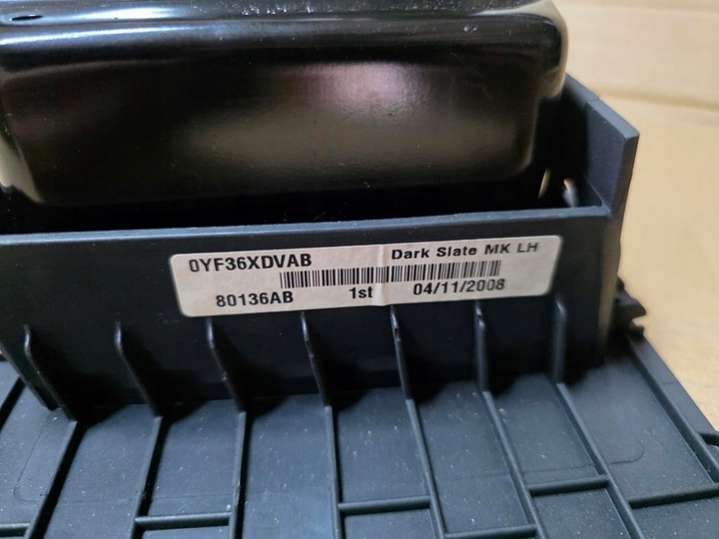 0YF36XDVAB Dark Slate MK LH
80136AB 1st 04/11/2008